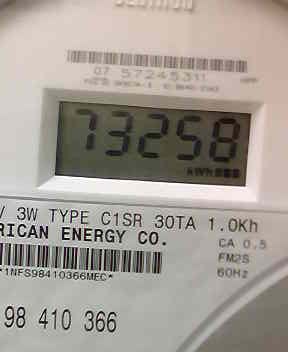 07 57245311
73258
kWh
V 3W TYPE C1SR 30TA 1.0Kh
RICAN ENERGY CO.
CA 0.5
FM2S
60Hz
*1NFS98410366MEC*
98 410 366